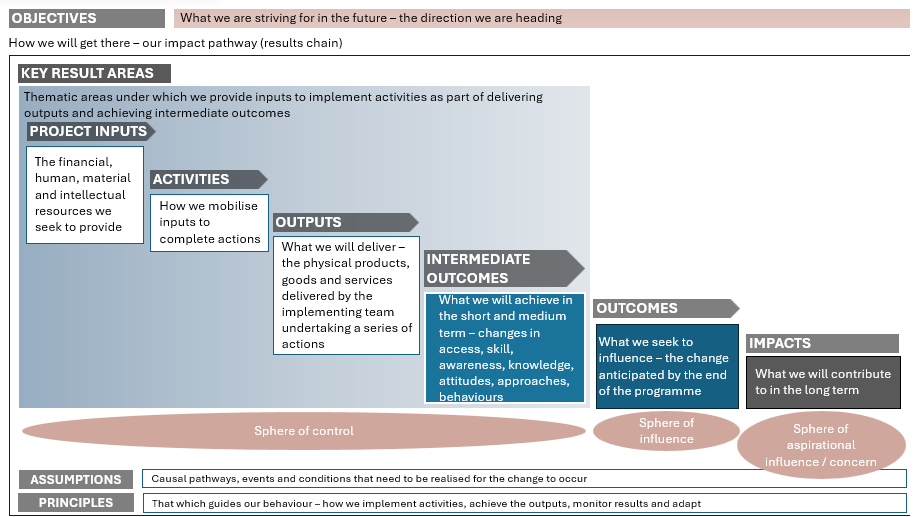 OBJECTIVES
What we are striving for in the future – the direction we are heading
How we will get there – our impact pathway (results chain)
KEY RESULT AREAS
Thematic areas under which we provide inputs to implement activities as part of delivering
outputs and achieving intermediate outcomes
PROJECT INPUTS
The financial,
human, material
and intellectual
resources we
seek to provide
ACTIVITIES
How we mobilise
inputs to
complete actions
OUTPUTS
What we will deliver –
the physical products,
goods and services
delivered by the
implementing team
undertaking a series of
actions
INTERMEDIATE
OUTCOMES
What we will achieve in
the short and medium
term – changes in
access, skill,
awareness, knowledge,
attitudes, approaches,
behaviours
OUTCOMES
What we seek to
influence – the change
anticipated by the end
of the programme
IMPACTS
What we will contribute
to in the long term
Sphere of control
Sphere of
influence
Sphere of
aspirational
influence / concern
ASSUMPTIONS
Causal pathways, events and conditions that need to be realised for the change to occur
PRINCIPLES
That which guides our behaviour – how we implement activities, achieve the outputs, monitor results and adapt